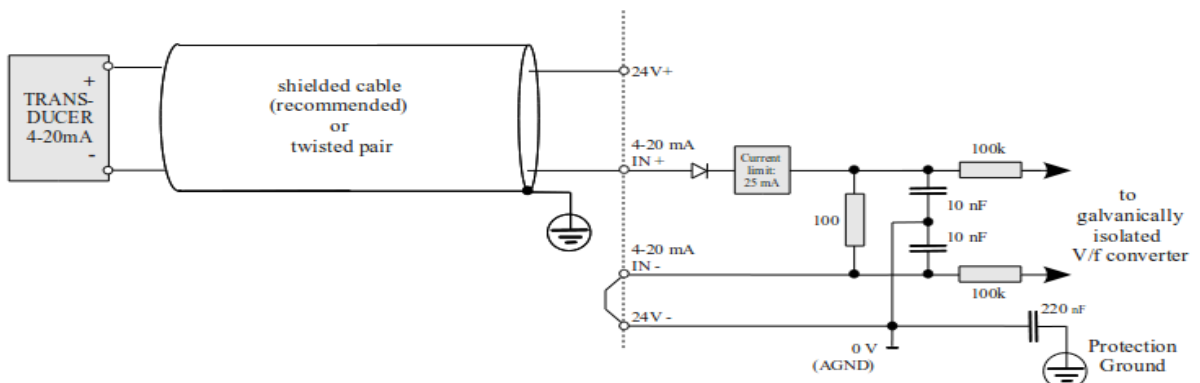 +
TRANS-
DUCER
4-20mA
-
shielded cable
(recommended)
or
twisted pair
24V+
4-20 mA
IN +
Current
limit:
25 mA
100k
100
10 nF
10 nF
to
galvanically
isolated
V/f converter
4-20 mA
IN -
100k
24V -
220 nF
0 V
(AGND)
Protection
Ground